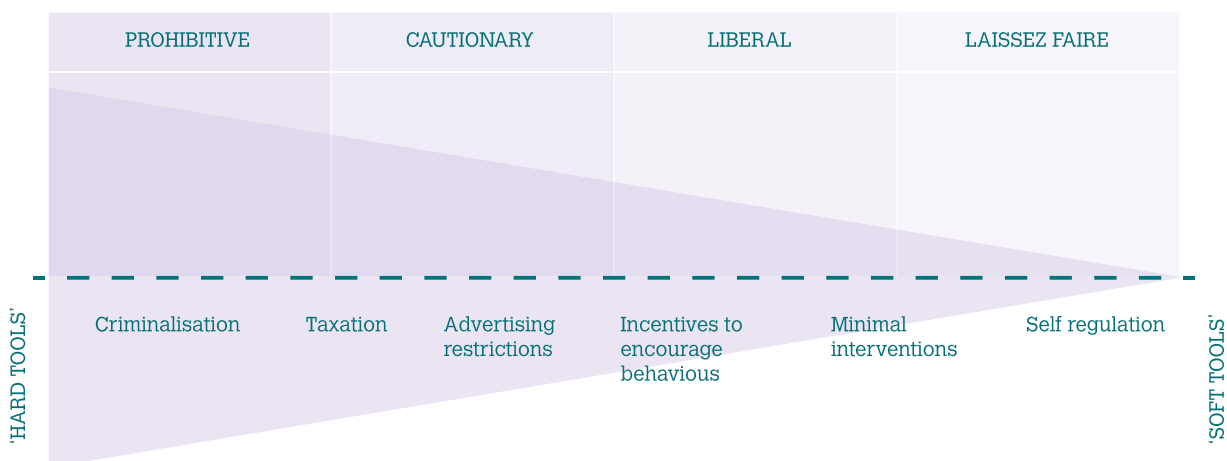 PROHIBITIVE
CAUTIONARY
LIBERAL
LAISSEZ FAIRE
'HARD TOOLS'
Criminalisation
Taxation
Advertising
restrictions
Incentives to
encourage
behavious
Minimal
interventions
Self regulation
'SOFT TOOLS'